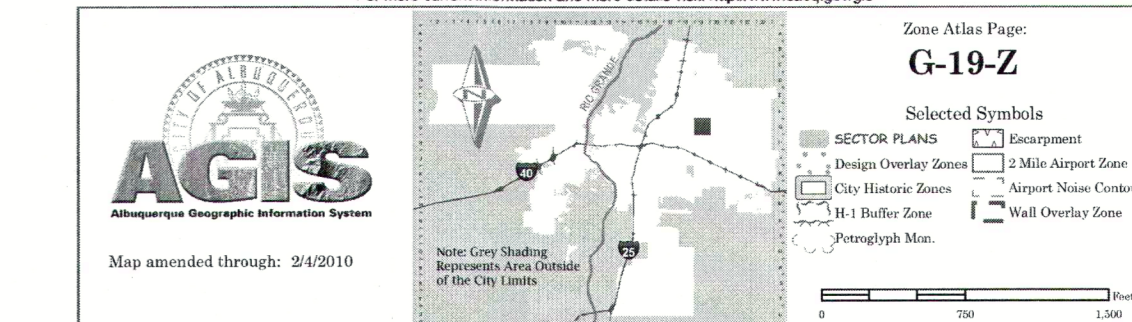 CITY OF ALBUQUERQUE
AGIS
Albuquerque Geographic Information System
Map amended through: 2/4/2010
RIO GRANDE
N
40
25
Note: Grey Shading
Represents Area Outside
of the City Limits
Zone Atlas Page:
G-19-Z
Selected Symbols
SECTOR PLANS
Escarpment
Design Overlay Zones
2 Mile Airport Zone
City Historic Zones
Airport Noise Conto
H-1 Buffer Zone
Wall Overlay Zone
Petroglyph Mon.
Feet
0
750
1,500